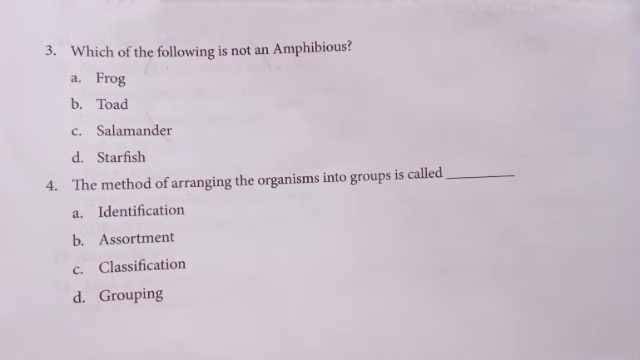 3. Which of the following is not an Amphibious?
a. Frog
b. Toad
c. Salamander
d. Starfish
4. The method of arranging the organisms into groups is called ________
a. Identification
b. Assortment
c. Classification
d. Grouping